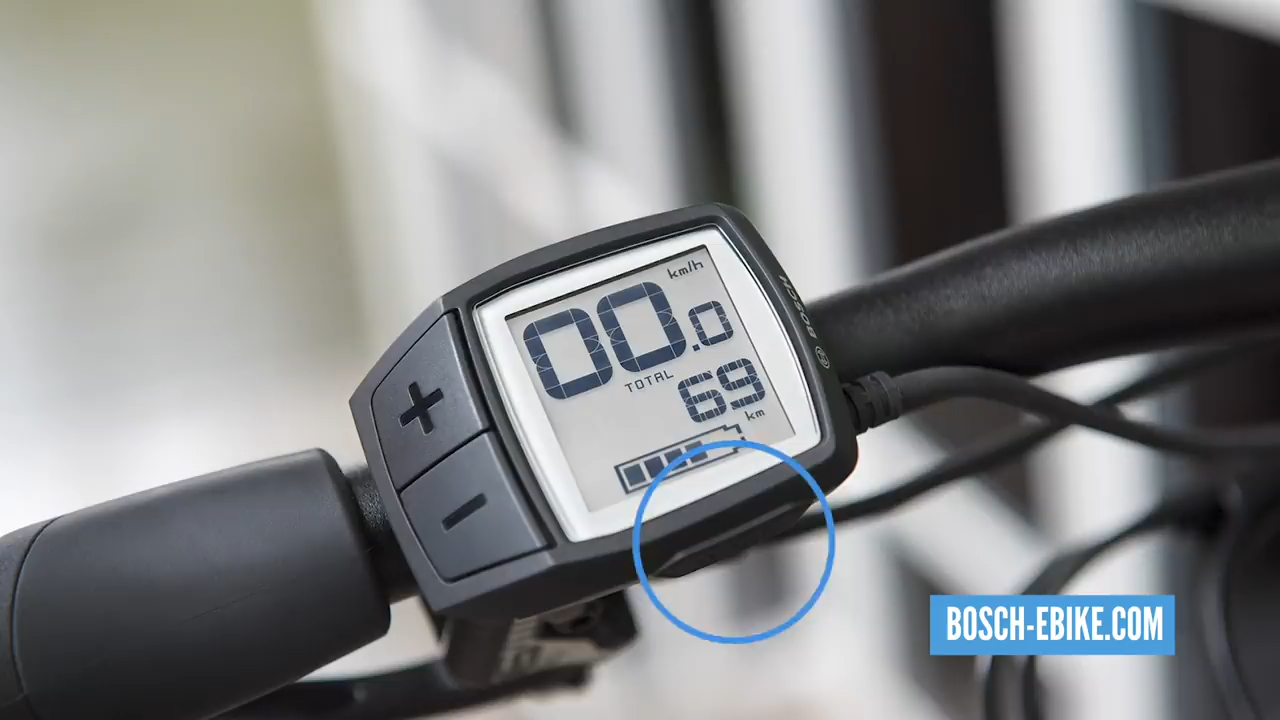 km/h
00.0
TOTAL
69
km
+
-
BOSCH
BOSCH-EBIKE.COM